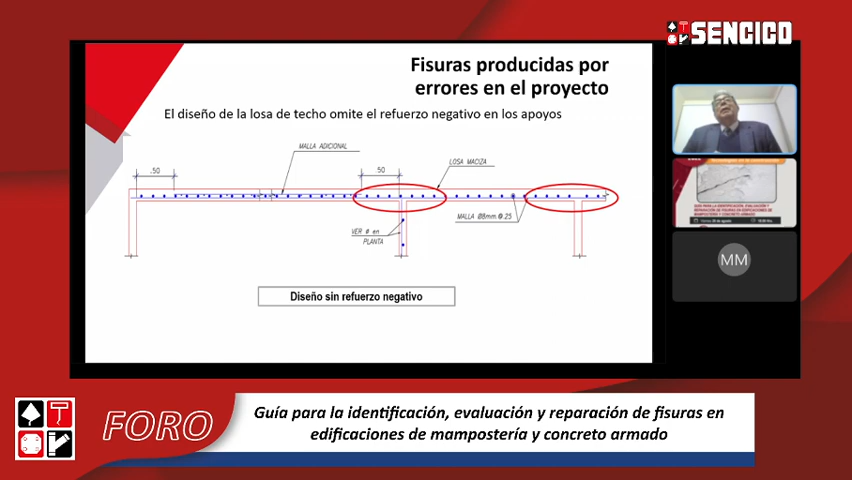 SENCICO
Fisuras producidas por
errores en el proyecto
El diseño de la losa de techo omite el refuerzo negativo en los apoyos
MALLA ADICIONAL
LOSA MACIZA
.50
50
MALLA Ø8mm.@.25
VER # en
PLANTA
Diseño sin refuerzo negativo
MM
FORO
Guía para la identificación, evaluación y reparación de fisuras en
edificaciones de mampostería y concreto armado